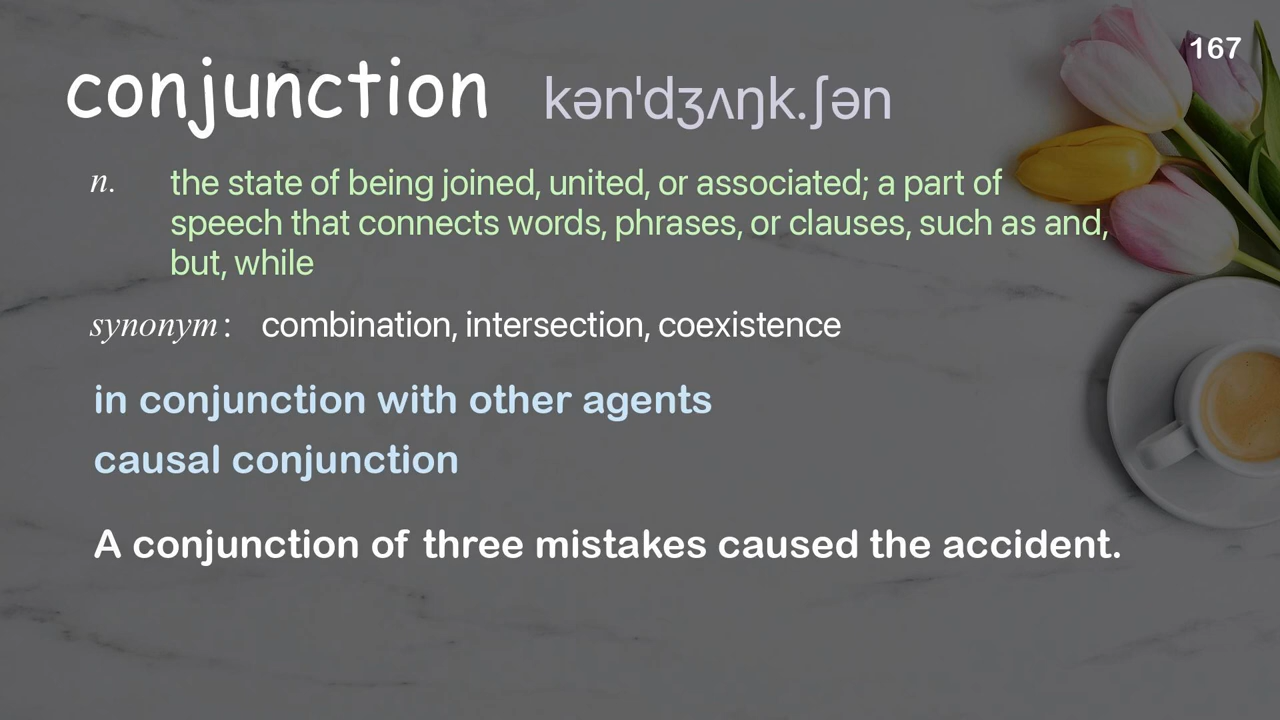 167
conjunction kən'dʒʌŋk.ʃən
n. the state of being joined, united, or associated; a part of
speech that connects words, phrases, or clauses, such as and,
but, while
synonym: combination, intersection, coexistence
in conjunction with other agents
causal conjunction
A conjunction of three mistakes caused the accident.